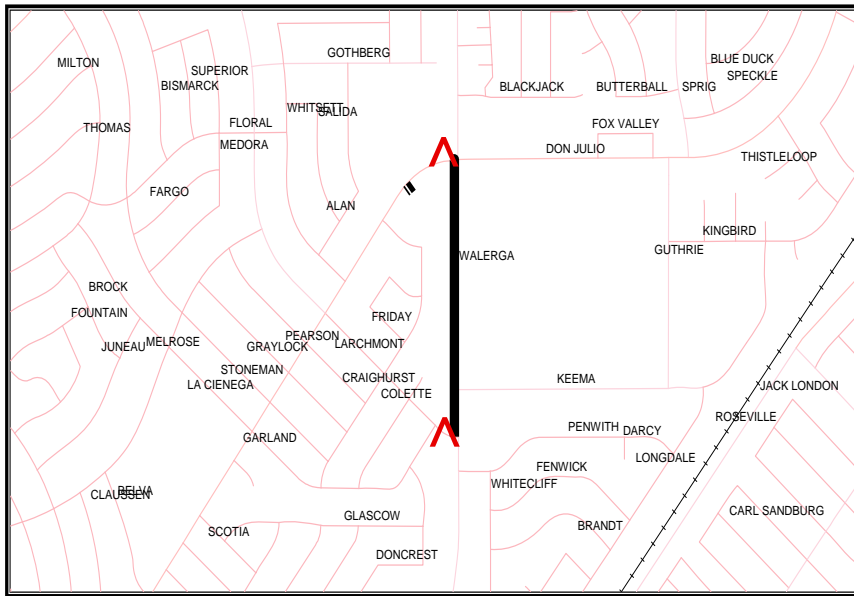 GOTHBERG
MILTON
BLUE DUCK
SUPERIOR
SPECKLE
BISMARCK
BLACKJACK
BUTTERBALL
SPRIG
WHITSETT
SALIDA
THOMAS
FLORAL
FOX VALLEY
MEDORA
DON JULIO
THISTLELOOP
FARGO
ALAN
KINGBIRD
WALERGA
GUTHRIE
BROCK
FOUNTAIN
FRIDAY
PEARSON
MELROSE
LARCHMONT
JUNEAU
GRAYLOCK
STONEMAN
CRAIGHURST
KEEMA
LA CIENEGA
JACK LONDON
COLETTE
ROSEVILLE
PENWITH
DARCY
GARLAND
LONGDALE
FENWICK
WHITECLIFF
BELVA
CLAUSSEN
CARL SANDBURG
GLASCOW
BRANDT
SCOTIA
DONCREST